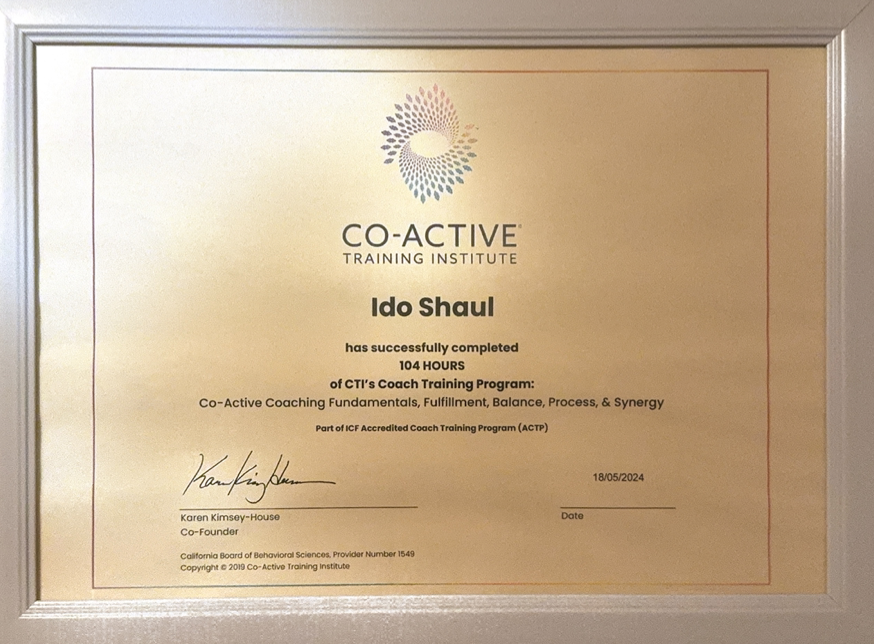 CO-ACTIVE®
TRAINING INSTITUTE
Ido Shaul
has successfully completed
104 HOURS
of CTI's Coach Training Program:
Co-Active Coaching Fundamentals, Fulfillment, Balance, Process, & Synergy
Part of ICF Accredited Coach Training Program (ACTP)
18/05/2024
Karen Kimsey-House
Date
Co-Founder
California Board of Behavioral Sciences, Provider Number 1549
Copyright © 2019 Co-Active Training Institute